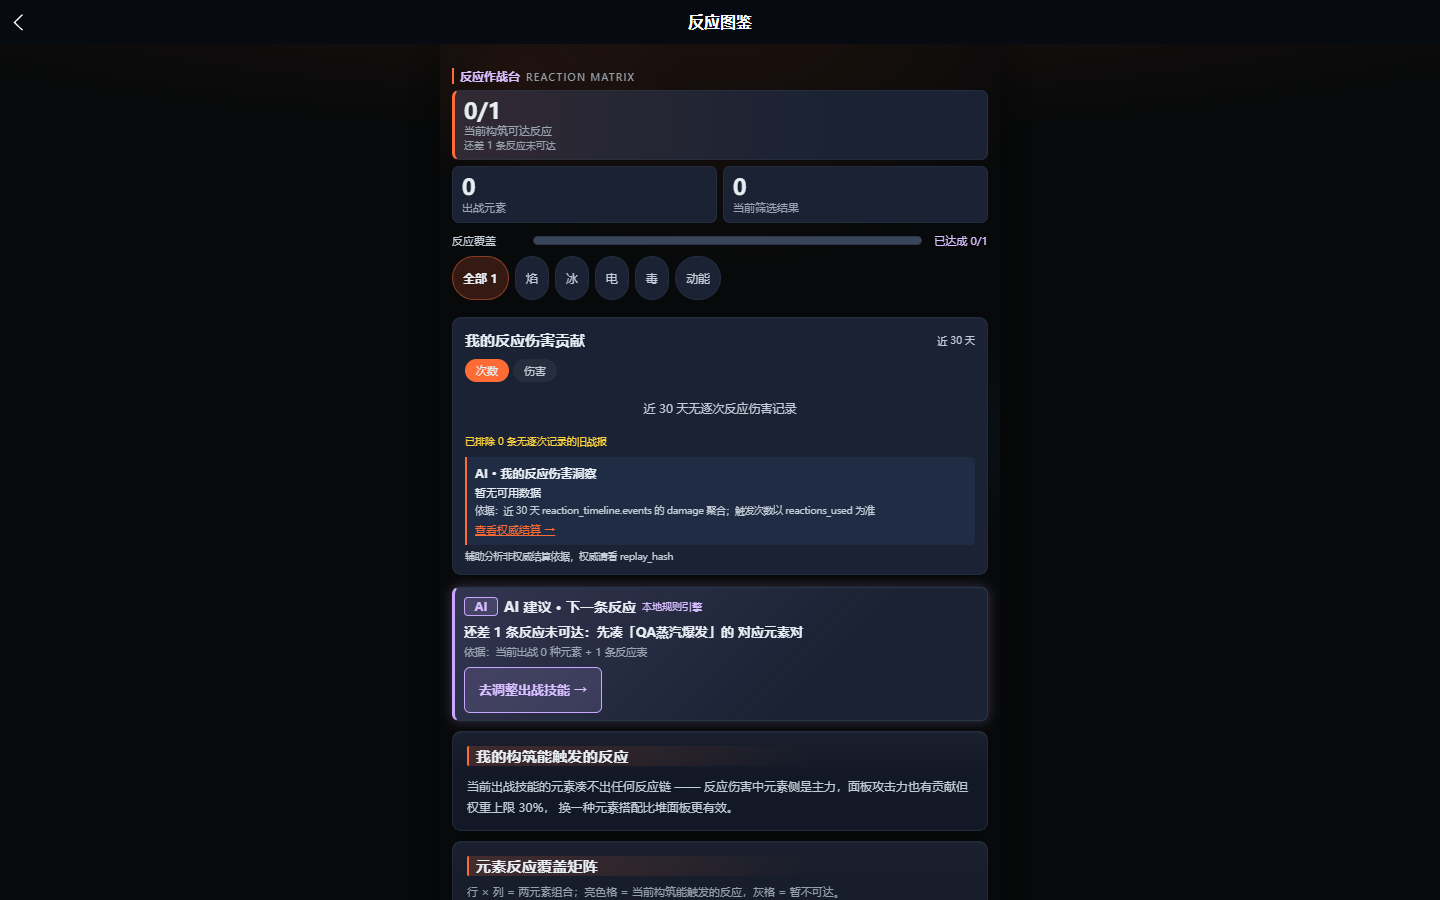 反应图鉴
反应作战台 REACTION MATRIX
0/1
当前构筑可达反应
还差 1 条反应未可达
0
出战元素
0
当前筛选结果
反应覆盖
已达成 0/1
全部 1
焰
冰
电
毒
动能
我的反应伤害贡献
近 30 天
次数
伤害
近 30 天无逐次反应伤害记录
已排除 0 条无逐次记录的旧战报
AI • 我的反应伤害洞察
暂无可用数据
依据：近 30 天 reaction_timeline.events 的 damage 聚合；触发次数以 reactions_used 为准
查看权威结算 →
辅助分析非权威结算依据，权威请看 replay_hash
AI AI 建议 • 下一条反应 本地规则引擎
还差 1 条反应未可达：先凑「QA蒸汽爆发」的 对应元素对
依据：当前出战 0 种元素 + 1 条反应表
去调整出战技能 →
我的构筑能触发的反应
当前出战技能的元素凑不出任何反应链 —— 反应伤害中元素侧是主力，面板攻击力也有贡献但
权重上限 30%， 换一种元素搭配比堆面板更有效。
元素反应覆盖矩阵
行 × 列 = 两元素组合；亮色格 = 当前构筑能触发的反应，灰格 = 暂不可达。